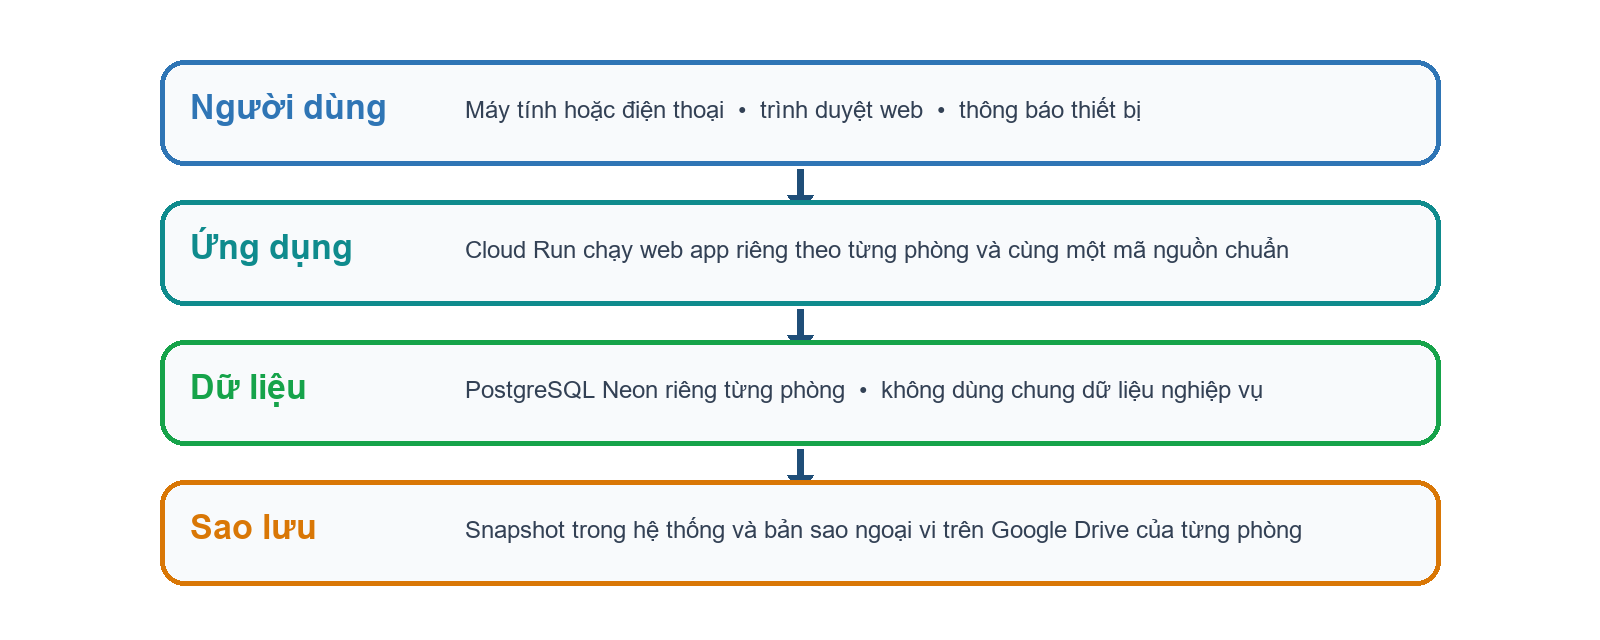 Người dùng
Máy tính hoặc điện thoại • trình duyệt web • thông báo thiết bị
Ứng dụng
Cloud Run chạy web app riêng theo từng phòng và cùng một mã nguồn chuẩn
Dữ liệu
PostgreSQL Neon riêng từng phòng • không dùng chung dữ liệu nghiệp vụ
Sao lưu
Snapshot trong hệ thống và bản sao ngoại vi trên Google Drive của từng phòng